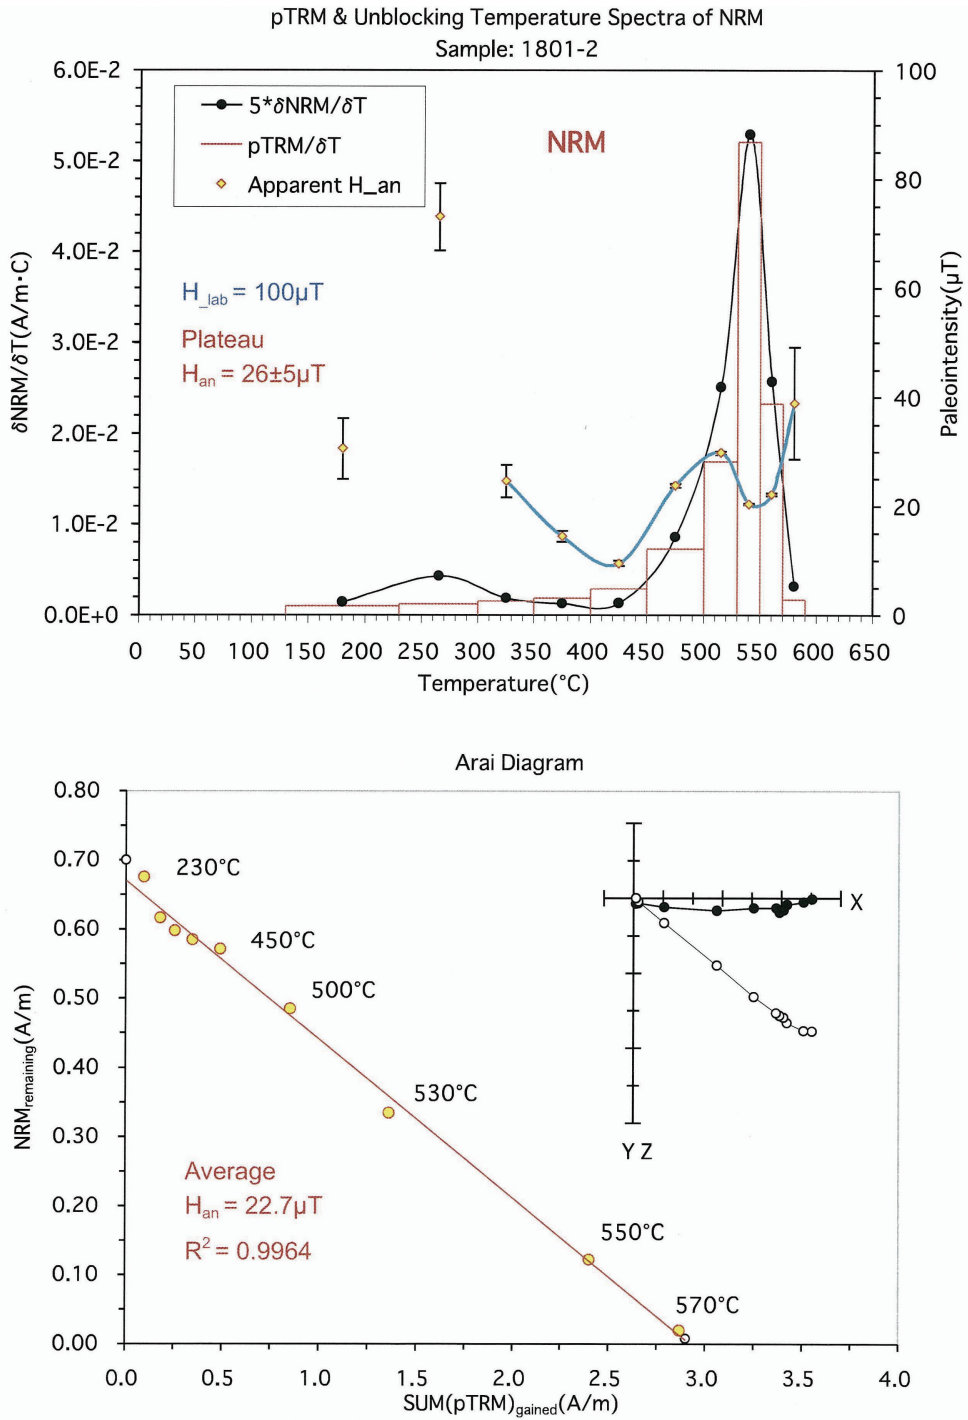 pTRM & Unblocking Temperature Spectra of NRM
Sample: 1801-2
6.0E-2
5.0E-2
4.0E-2
3.0E-2
2.0E-2
1.0E-2
0.0E+0
δNRM/δT(A/m·C)
5*δNRM/δT
pTRM/δT
Apparent H_an
NRM
H_lab = 100µT
Plateau
Han = 26±5µT
100
80
60
40
20
0
Paleointensity(µT)
0 50 100 150 200 250 300 350 400 450 500 550 600 650
Temperature(°C)
Arai Diagram
0.80
0.70
0.60
0.50
0.40
0.30
0.20
0.10
0.00
NRMremaining(A/m)
230°C
450°C
500°C
530°C
550°C
570°C
X
Y Z
Average
Han = 22.7µT
R2 = 0.9964
0.0 0.5 1.0 1.5 2.0 2.5 3.0 3.5 4.0
SUM(pTRM)gained(A/m)